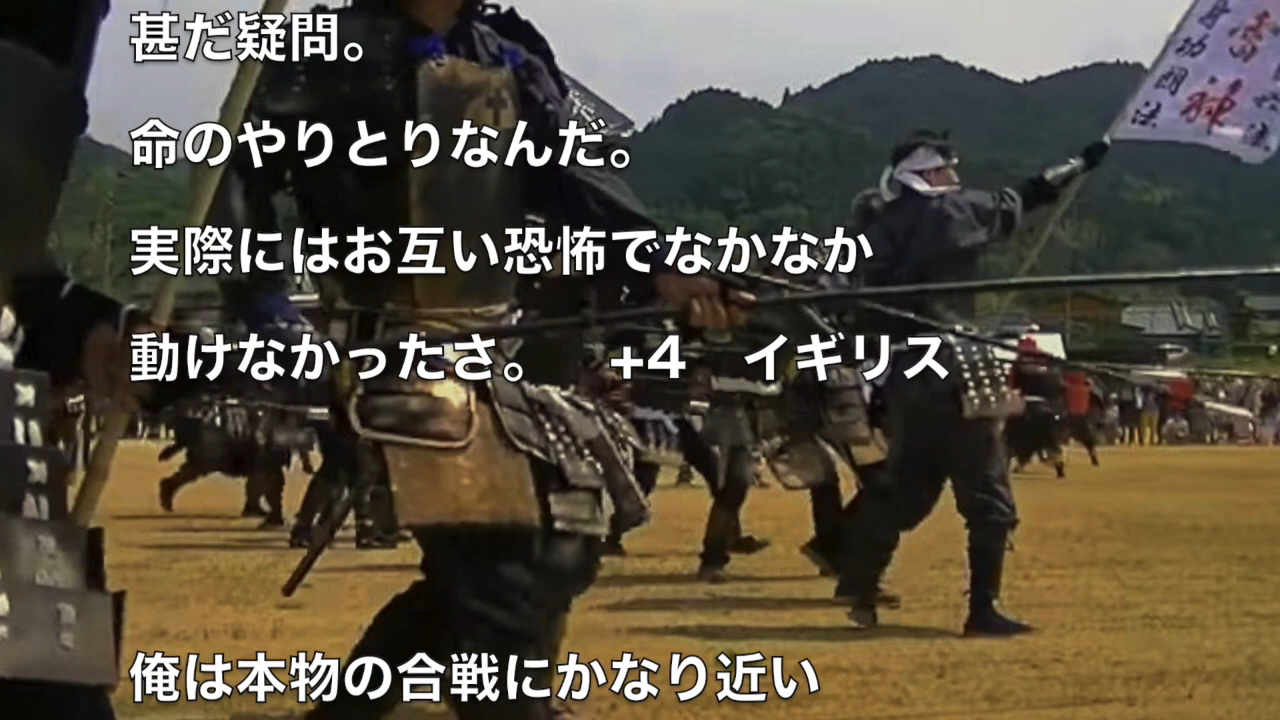 甚だ疑問。
命のやりとりなんだ。
実際にはお互い恐怖でなかなか
動けなかったさ。　+4　イギリス
俺は本物の合戦にかなり近い